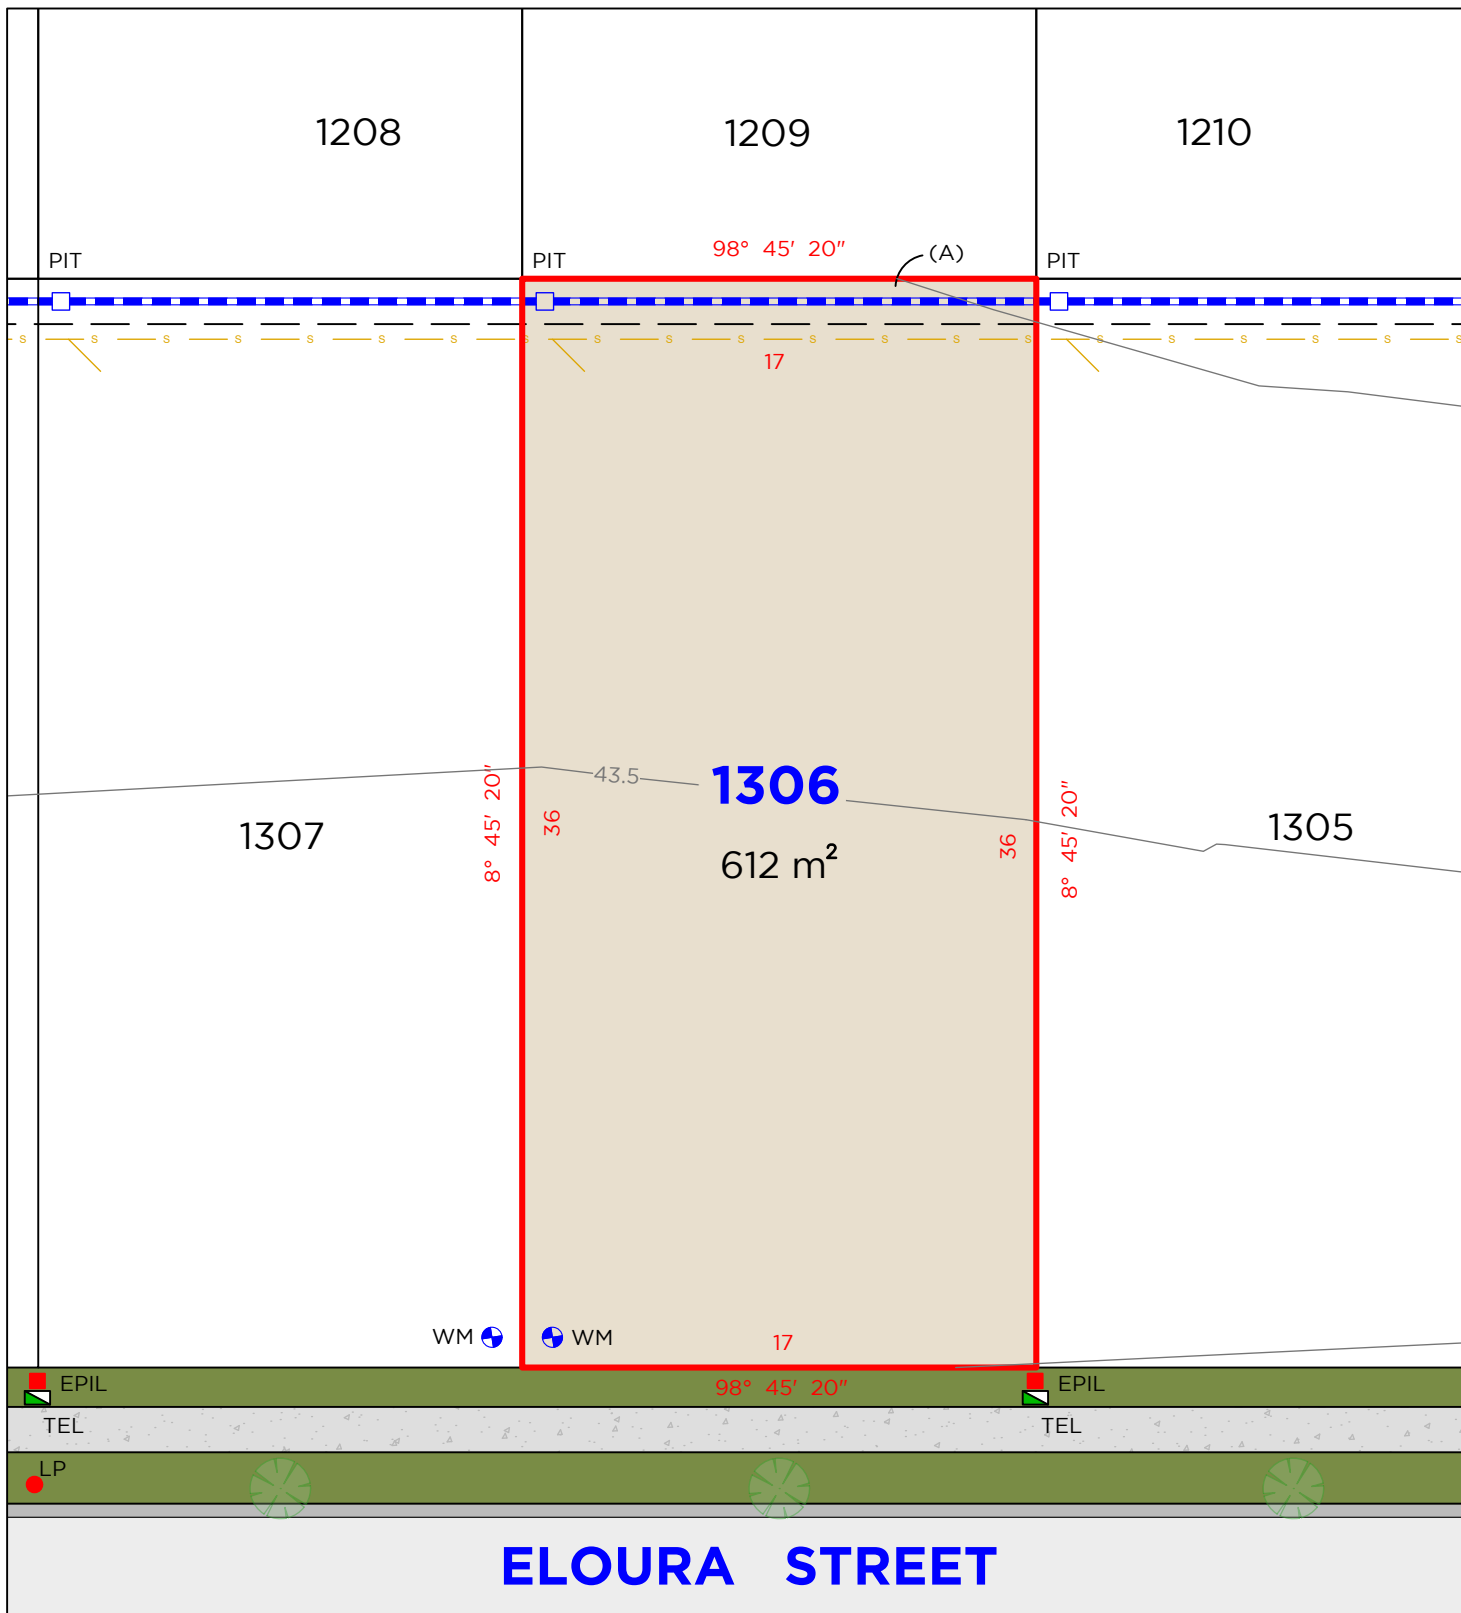 1208
1209
1210
PIT
PIT
98° 45' 20"
(A)
PIT
s s s s s s s s s s s s s s s s s s s s s
17
43.5
1306
8° 45' 20"
36
36
8° 45' 20"
1307
1305
612 m²
WM
WM
17
EPIL
98° 45' 20"
EPIL
TEL
TEL
LP
ELOURA STREET